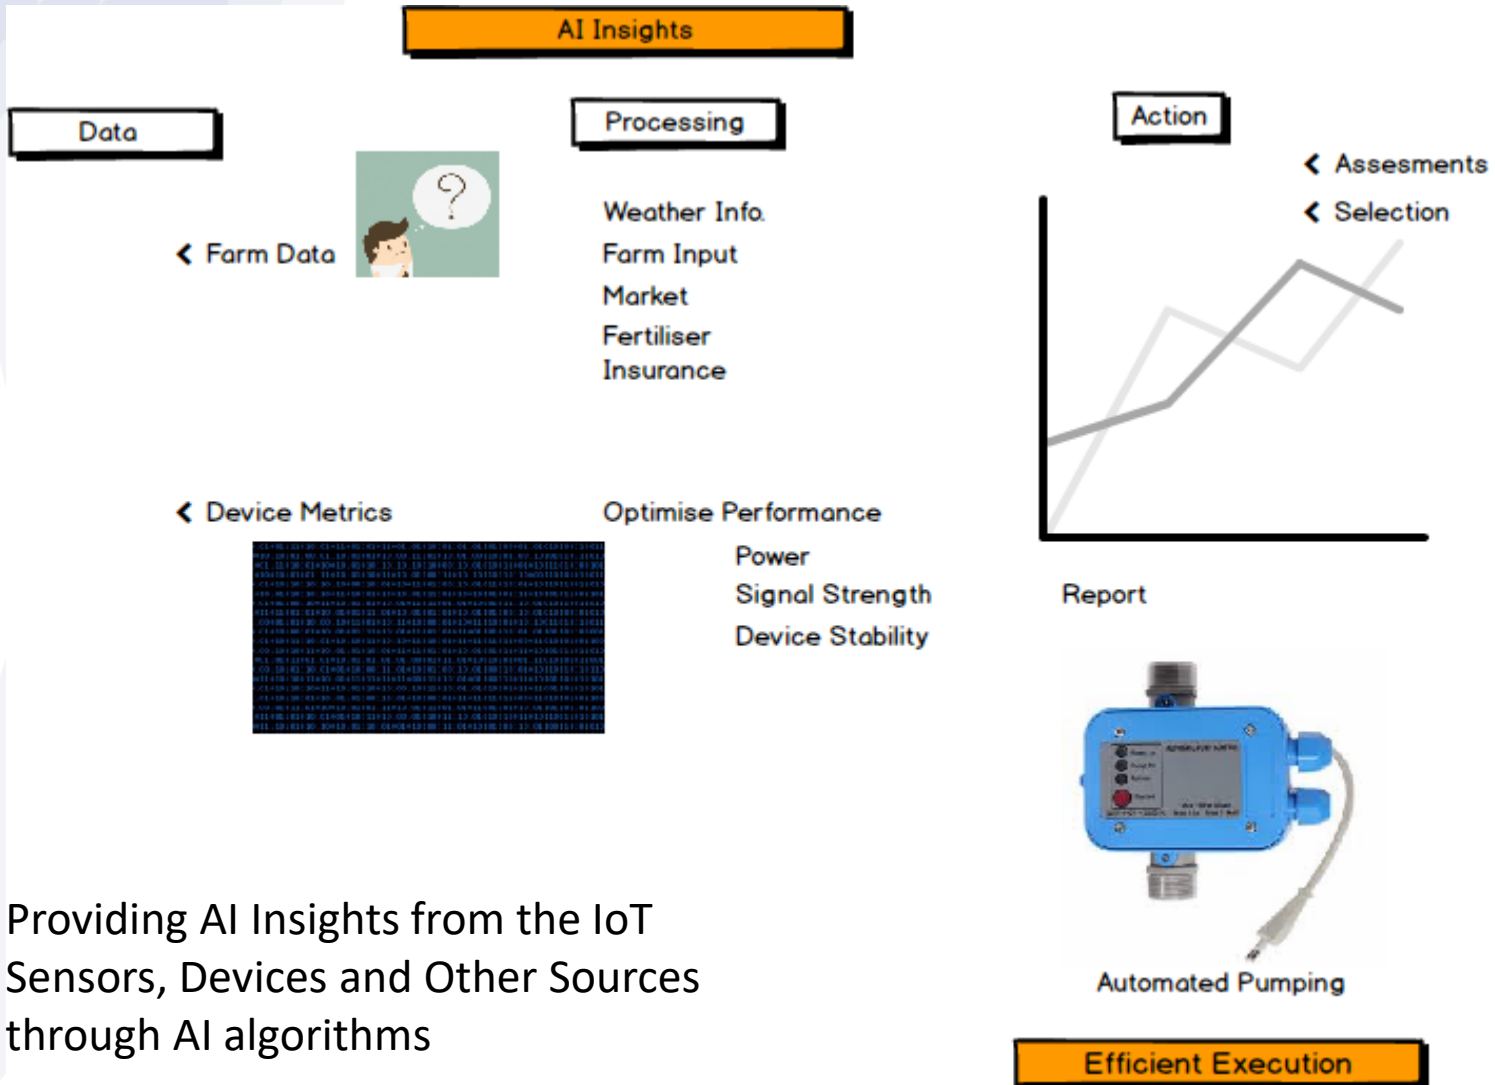 AI Insights
Data
Processing
Action
Assesments
Selection
Farm Data
?
Weather Info.
Farm Input
Market
Fertiliser
Insurance
Device Metrics
Optimise Performance
Power
Signal Strength
Device Stability
Report
Automated Pumping
Providing AI Insights from the IoT
Sensors, Devices and Other Sources
through AI algorithms
Efficient Execution